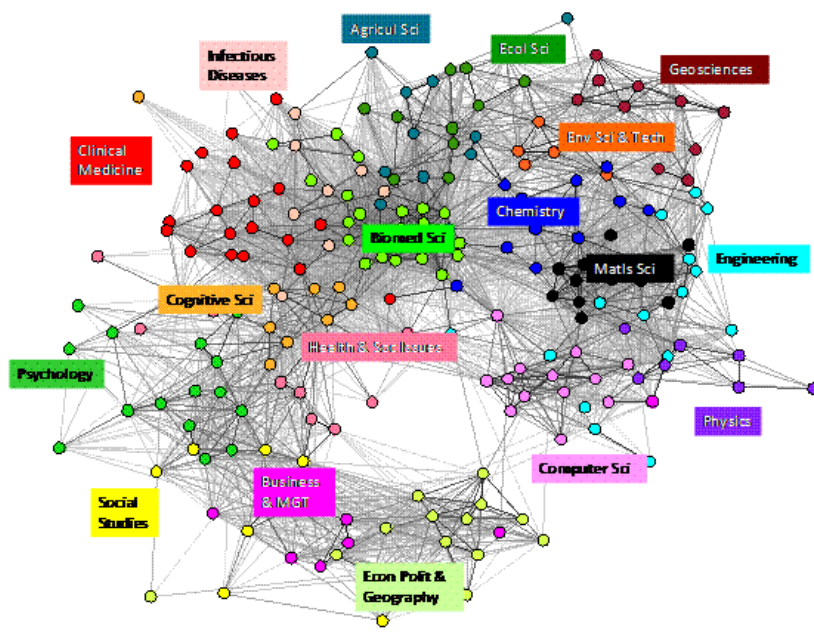 Agricul Sci
Ecol Sci
Infectious
Diseases
Geosciences
Env Sci & Tech
Clinical
Medicine
Chemistry
Biomed Sci
Matls Sci
Engineering
Cognitive Sci
Health & Soc Issues
Psychology
Physics
Computer Sci
Business
& MGT
Social
Studies
Econ Polit &
Geography